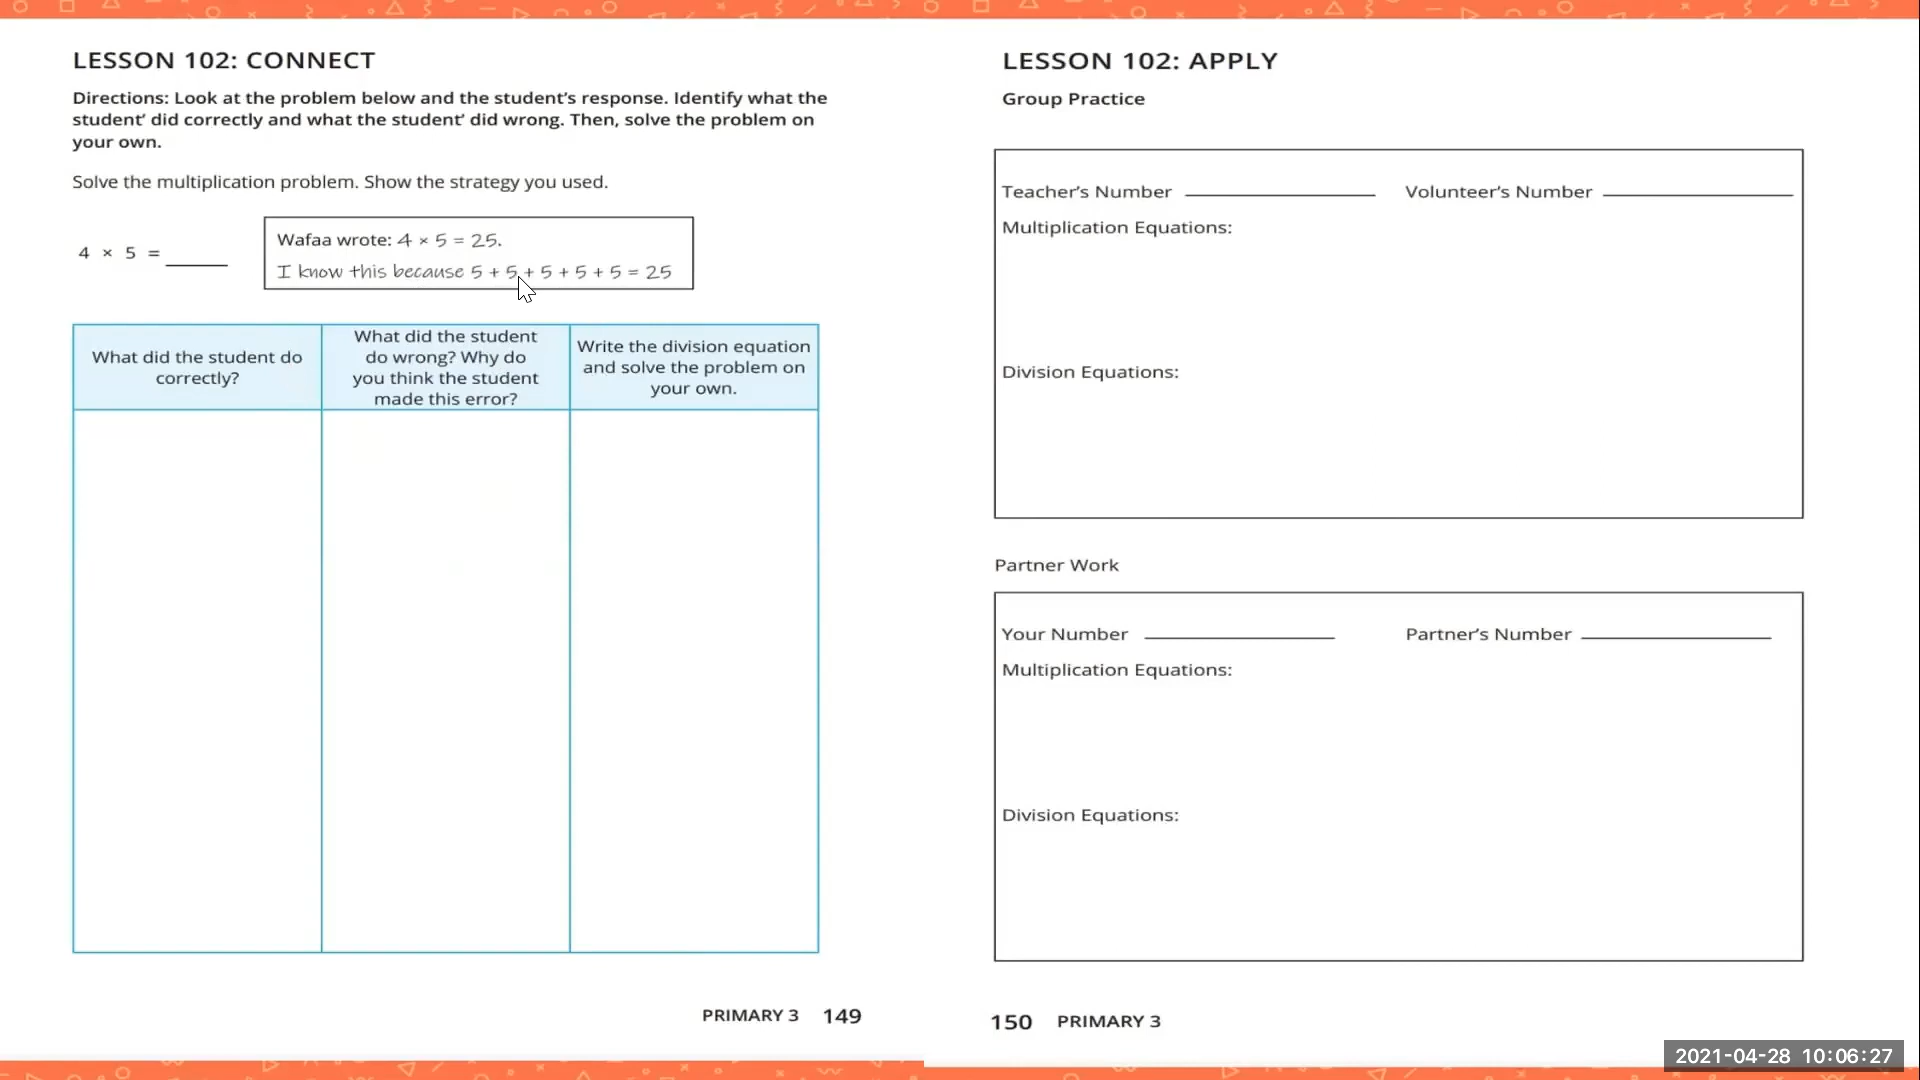 LESSON 102: CONNECT
Directions: Look at the problem below and the student’s response. Identify what the
student’ did correctly and what the student’ did wrong. Then, solve the problem on
your own.
Solve the multiplication problem. Show the strategy you used.
4 × 5 = _____
Wafaa wrote: 4 × 5 = 25.
I know this because 5 + 5 + 5 + 5 + 5 = 25
What did the student do
correctly?
What did the student
do wrong? Why do
you think the student
made this error?
Write the division equation
and solve the problem on
your own.
PRIMARY 3 149
LESSON 102: APPLY
Group Practice
Teacher’s Number _____ Volunteer’s Number _____
Multiplication Equations:
Division Equations:
Partner Work
Your Number _____ Partner’s Number _____
Multiplication Equations:
Division Equations:
150 PRIMARY 3
2021-04-28 10:06:27